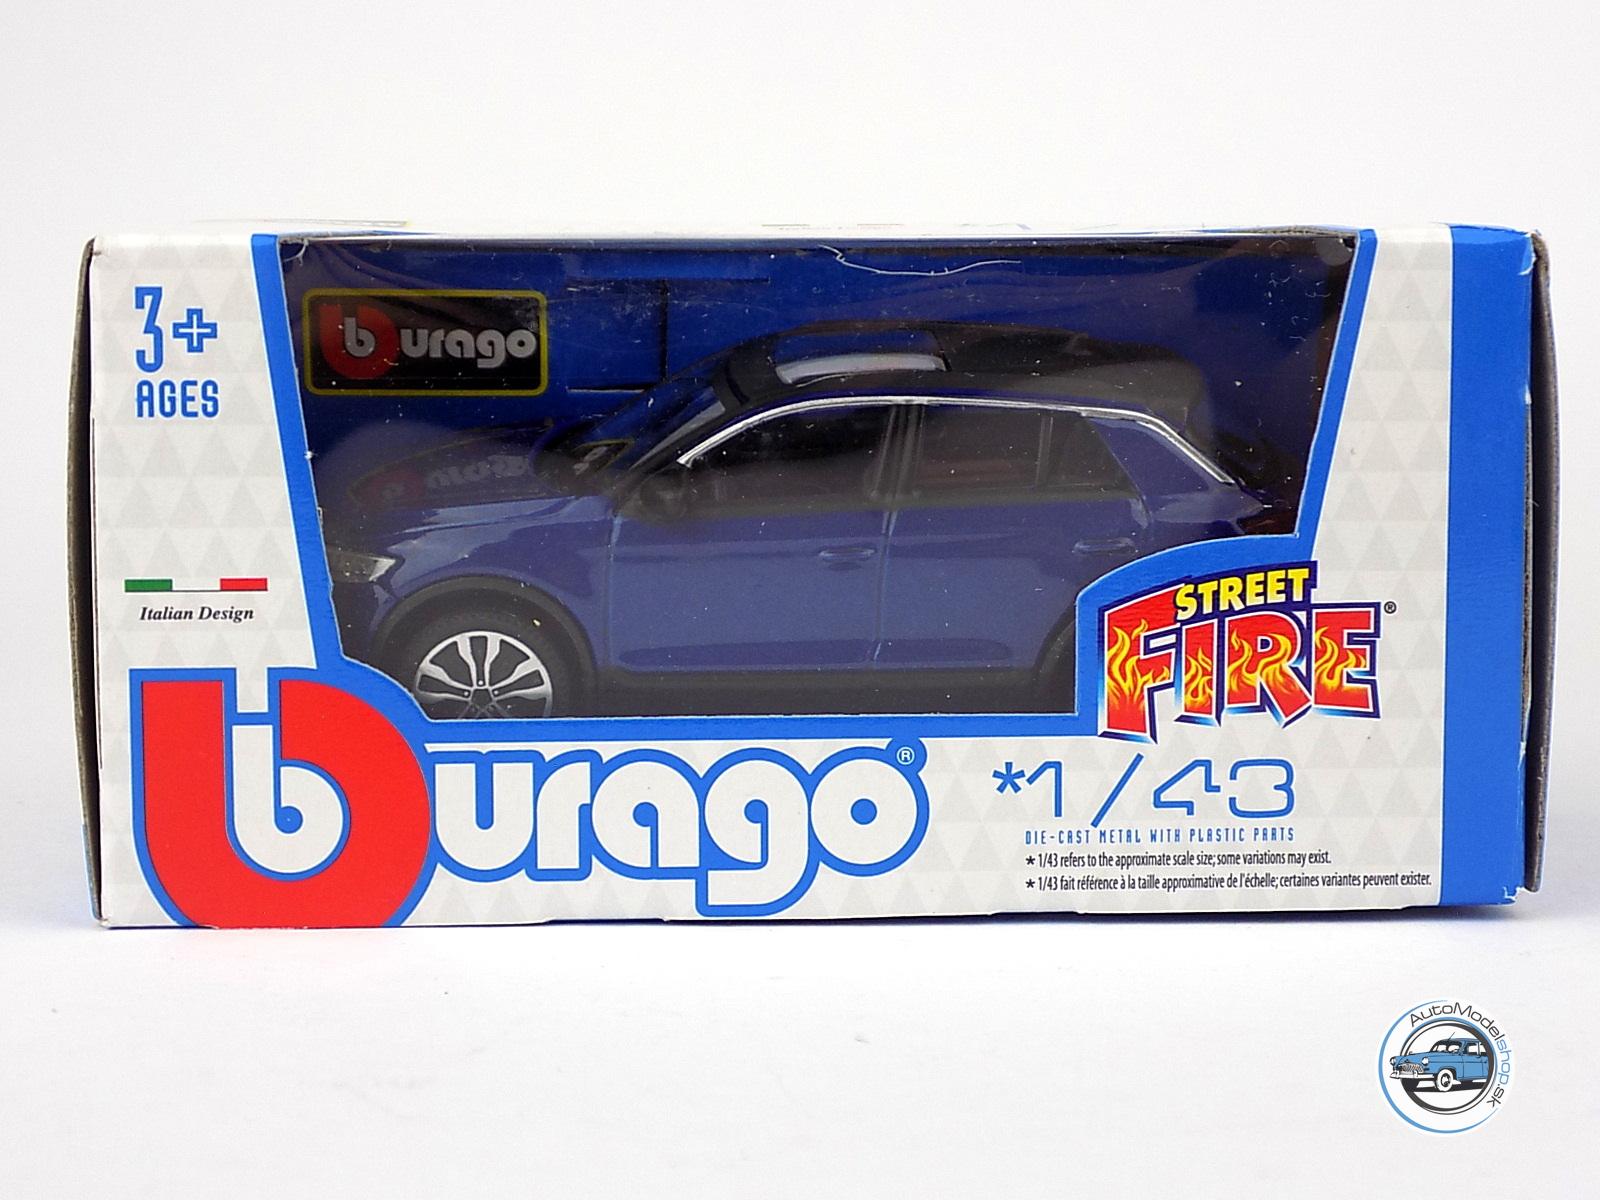 3+
AGES
burago
Italian Design
STREET
FIRE®
burago®
*1/43
DIE-CAST METAL WITH PLASTIC PARTS
* 1/43 refers to the approximate scale size; some variations may exist.
* 1/43 fait référence à la taille approximative de l'échelle; certaines variantes peuvent exister.
AutoModelshop.sk